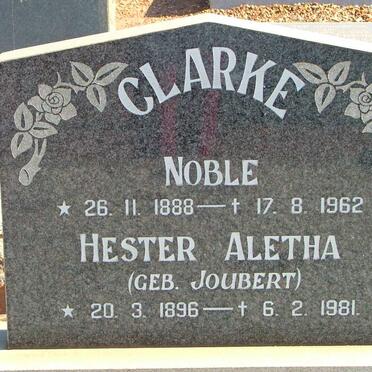 CLARKE
NOBLE
★ 26. 11. 1888 — † 17. 8. 1962
HESTER ALETHA
(GEB. JOUBERT)
★ 20. 3. 1896 — † 6. 2. 1981.